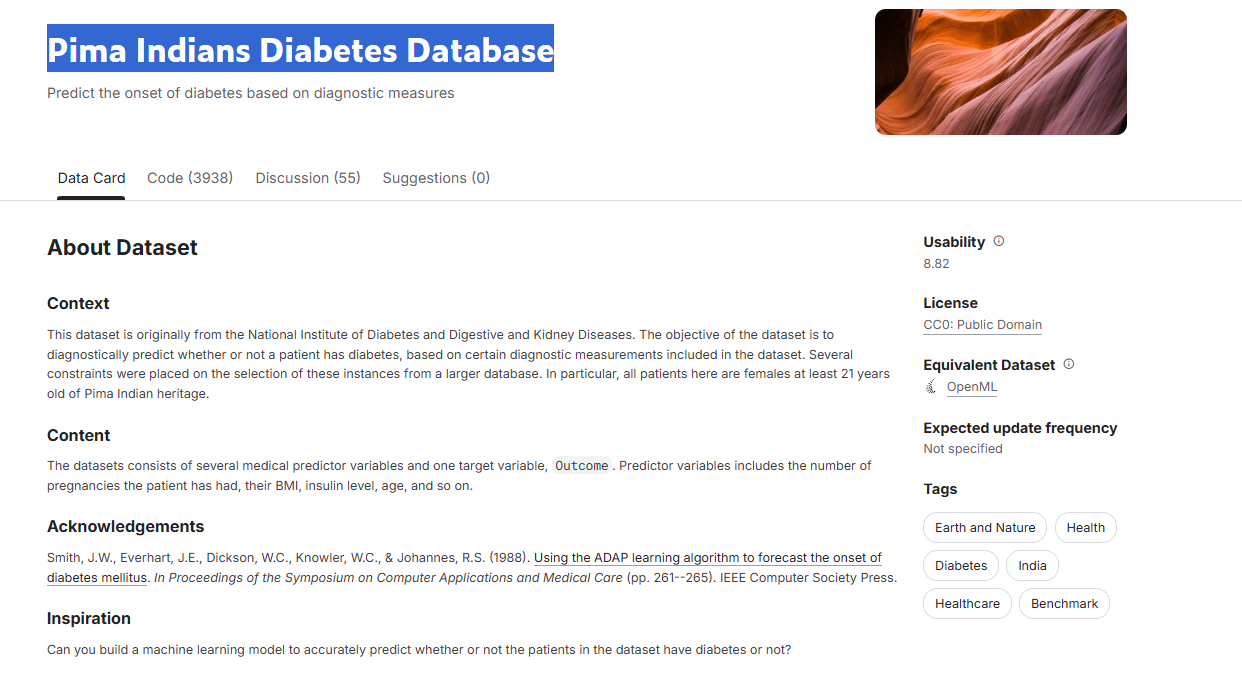 Pima Indians Diabetes Database
Predict the onset of diabetes based on diagnostic measures
Data Card
Code (3938)
Discussion (55)
Suggestions (0)
About Dataset
Context
This dataset is originally from the National Institute of Diabetes and Digestive and Kidney Diseases. The objective of the dataset is to
diagnostically predict whether or not a patient has diabetes, based on certain diagnostic measurements included in the dataset. Several
constraints were placed on the selection of these instances from a larger database. In particular, all patients here are females at least 21 years
old of Pima Indian heritage.
Content
The datasets consists of several medical predictor variables and one target variable, Outcome. Predictor variables includes the number of
pregnancies the patient has had, their BMI, insulin level, age, and so on.
Acknowledgements
Smith, J.W., Everhart, J.E., Dickson, W.C., Knowler, W.C., & Johannes, R.S. (1988). Using the ADAP learning algorithm to forecast the onset of
diabetes mellitus. In Proceedings of the Symposium on Computer Applications and Medical Care (pp. 261--265). IEEE Computer Society Press.
Inspiration
Can you build a machine learning model to accurately predict whether or not the patients in the dataset have diabetes or not?
Usability
8.82
License
CC0: Public Domain
Equivalent Dataset
OpenML
Expected update frequency
Not specified
Tags
Earth and Nature
Health
Diabetes
India
Healthcare
Benchmark